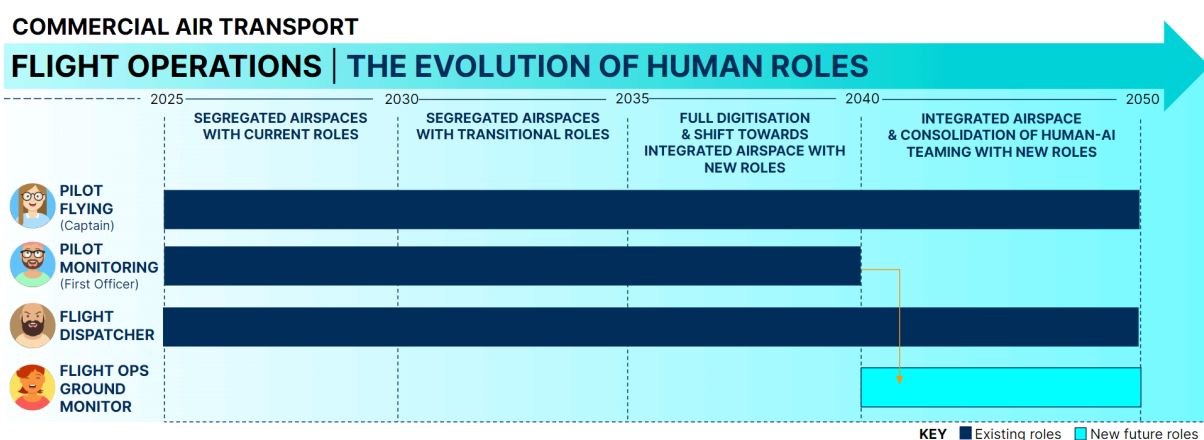 COMMERCIAL AIR TRANSPORT
FLIGHT OPERATIONS | THE EVOLUTION OF HUMAN ROLES
2025 2030 2035 2040 2050
SEGREGATED AIRSPACES
WITH CURRENT ROLES
SEGREGATED AIRSPACES
WITH TRANSITIONAL ROLES
FULL DIGITISATION
& SHIFT TOWARDS
INTEGRATED AIRSPACE WITH
NEW ROLES
INTEGRATED AIRSPACE
& CONSOLIDATION OF HUMAN-AI
TEAMING WITH NEW ROLES
PILOT
FLYING
(Captain)
PILOT
MONITORING
(First Officer)
FLIGHT
DISPATCHER
FLIGHT OPS
GROUND
MONITOR
KEY Existing roles New future roles